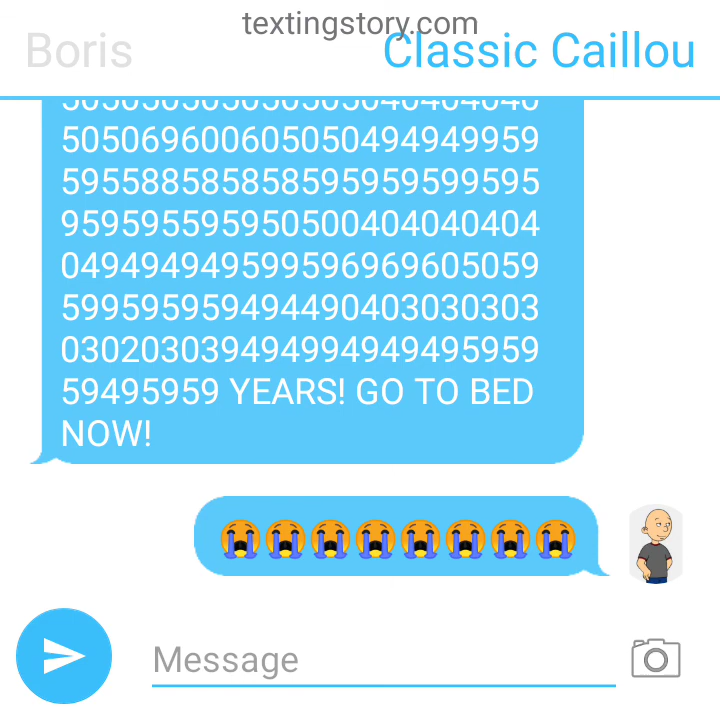 textingstory.com
Boris
Classic Caillou
505069600605050494949959
595588585858595959599595
959595595950500404040404
049494949599596969605059
599595959494490403030303
030203039494994949495959
59495959 YEARS! GO TO BED
NOW!
😭😭😭😭😭😭😭😭
Message